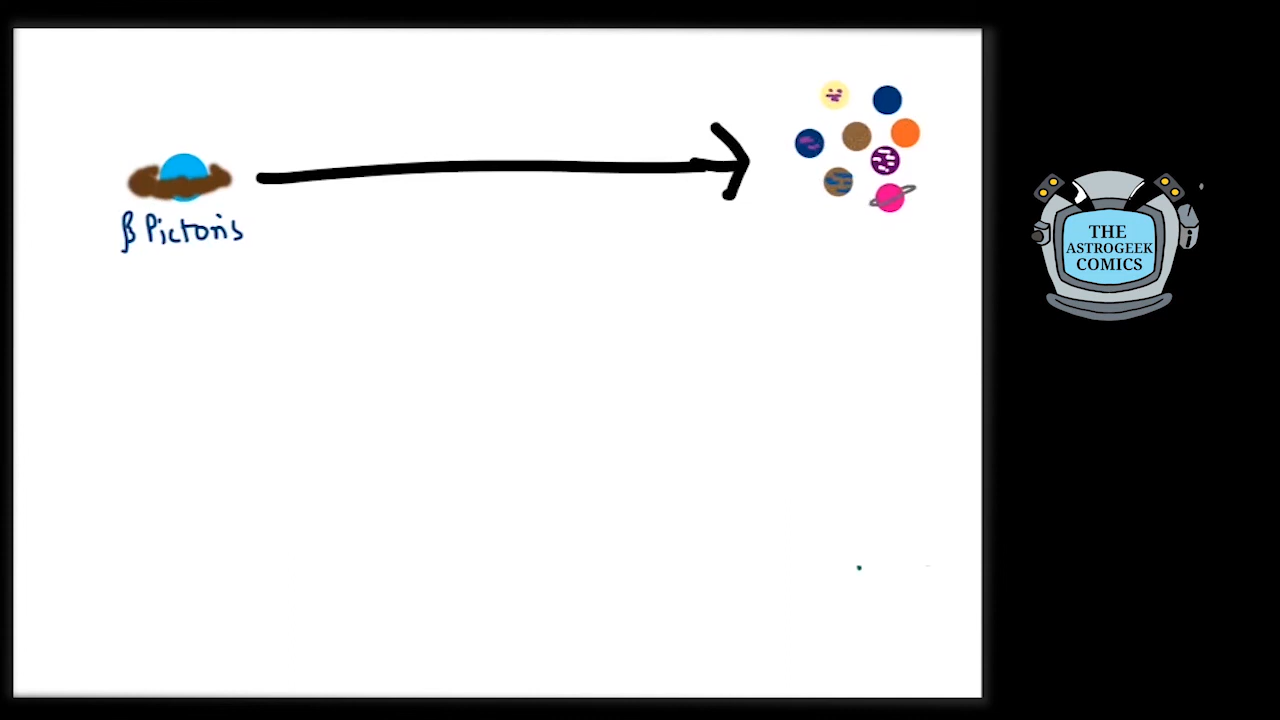 β Pictoris
THE
ASTROGEEK
COMICS